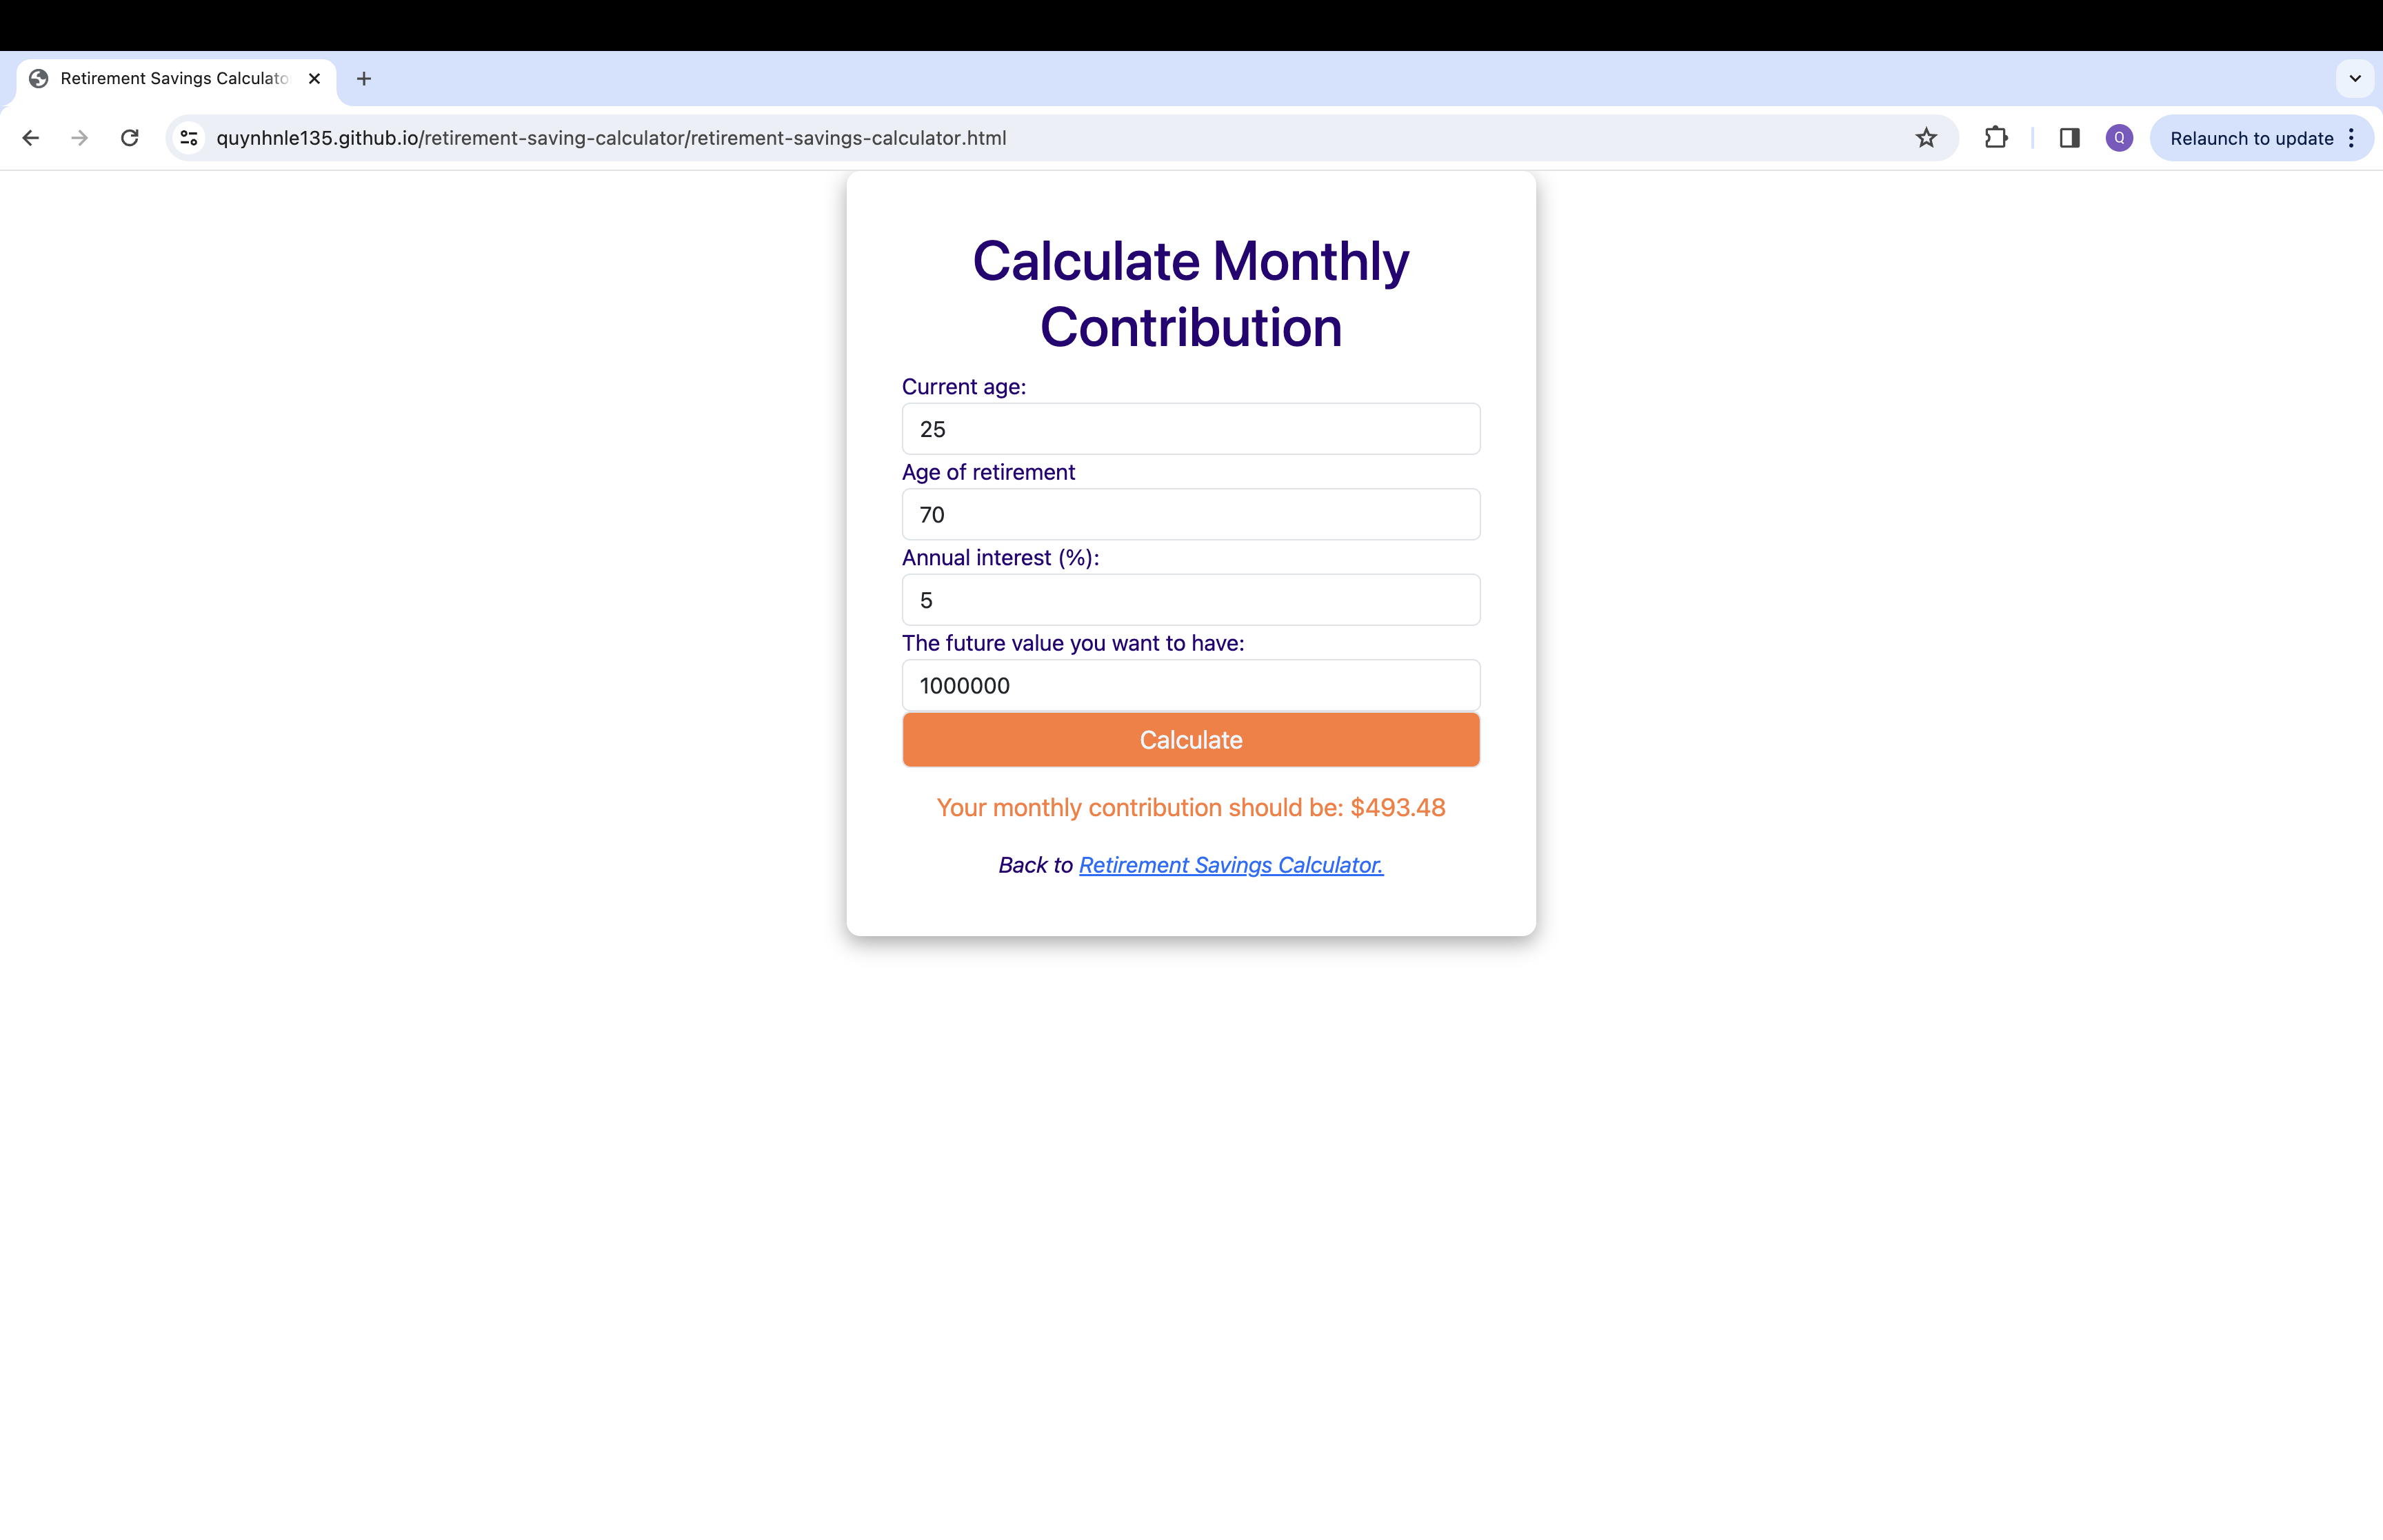 Retirement Savings Calculato
quynhnle135.github.io/retirement-saving-calculator/retirement-savings-calculator.html
Q
Relaunch to update
Calculate Monthly
Contribution
Current age:
25
Age of retirement
70
Annual interest (%):
5
The future value you want to have:
1000000
Calculate
Your monthly contribution should be: $493.48
Back to Retirement Savings Calculator.